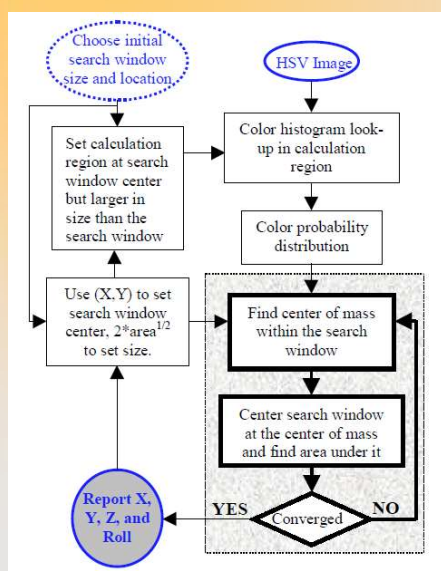 Choose initial
search window
size and location
HSV Image
Set calculation
region at search
window center
but larger in
size than the
search window
Color histogram look-
up in calculation
region
Color probability
distribution
Use (X,Y) to set
search window
center, 2*area1/2
to set size.
Find center of mass
within the search
window
Center search window
at the center of mass
and find area under it
Report X,
Y, Z, and
Roll
YES
Converged
NO